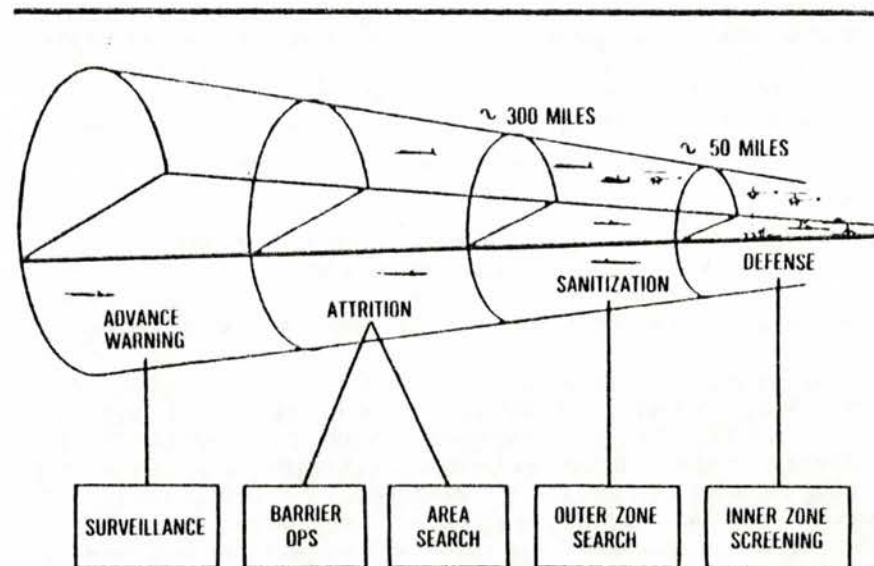 ~ 300 MILES
~ 50 MILES
ADVANCE
WARNING
ATTRITION
SANITIZATION
DEFENSE
SURVEILLANCE
BARRIER
OPS
AREA
SEARCH
OUTER ZONE
SEARCH
INNER ZONE
SCREENING